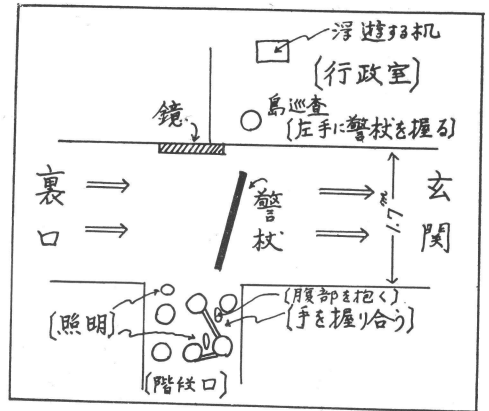 浮遊する机
(行政室)
島巡査
(左手に警杖を握る)
鏡
裏口
警杖
玄関
1.7m
(照明)
(腹部を抱く)
(手を握り合う)
(階段口)